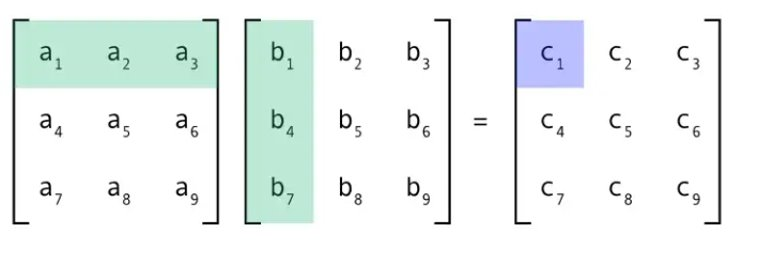 a₁ a₂ a₃ b₁ b₂ b₃ c₁ c₂ c₃
a₄ a₅ a₆ b₄ b₅ b₆ = c₄ c₅ c₆
a₇ a₈ a₉ b₇ b₈ b₉ c₇ c₈ c₉